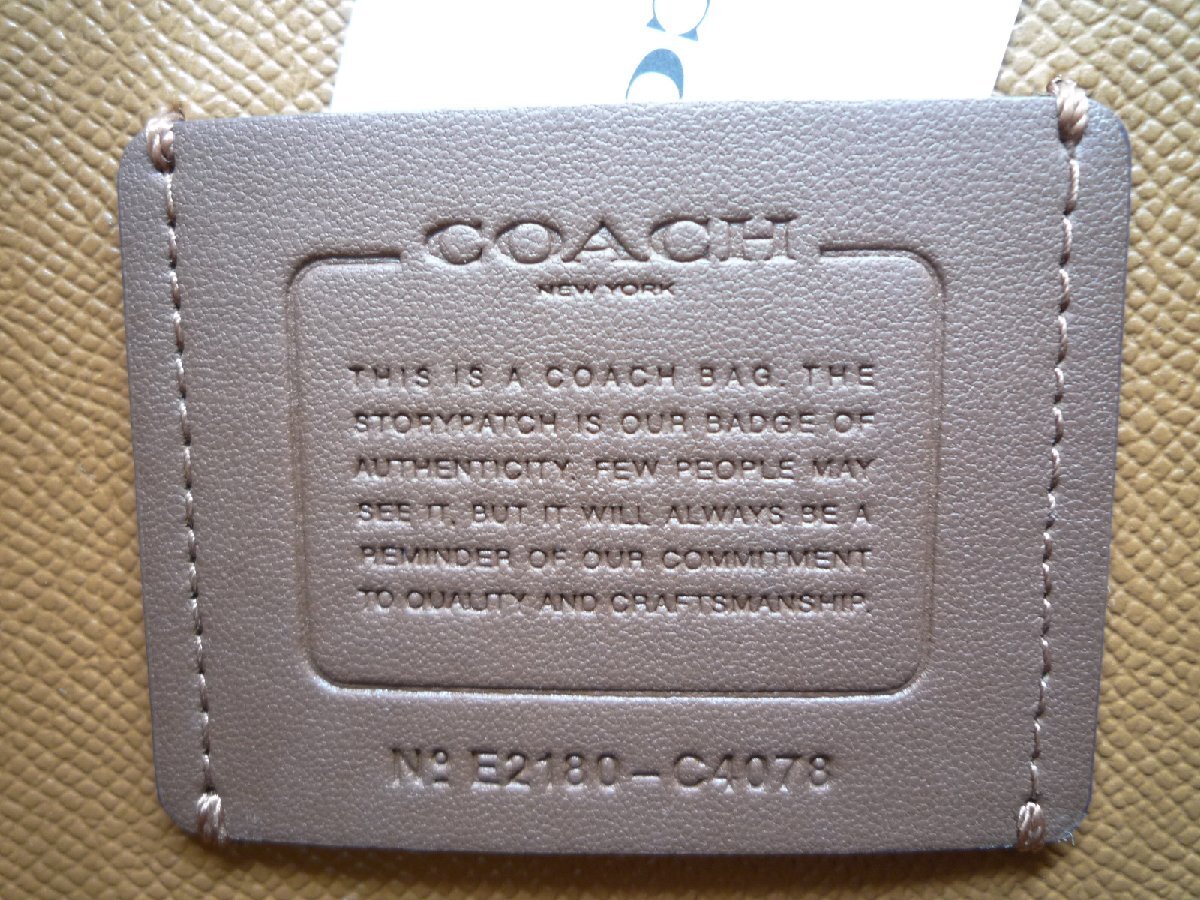 COACH
NEW YORK
THIS IS A COACH BAG. THE
STORYPATCH IS OUR BADGE OF
AUTHENTICITY. FEW PEOPLE MAY
SEE IT, BUT IT WILL ALWAYS BE A
REMINDER OF OUR COMMITMENT
TO QUALITY AND CRAFTSMANSHIP.
Nº E2180-C4078